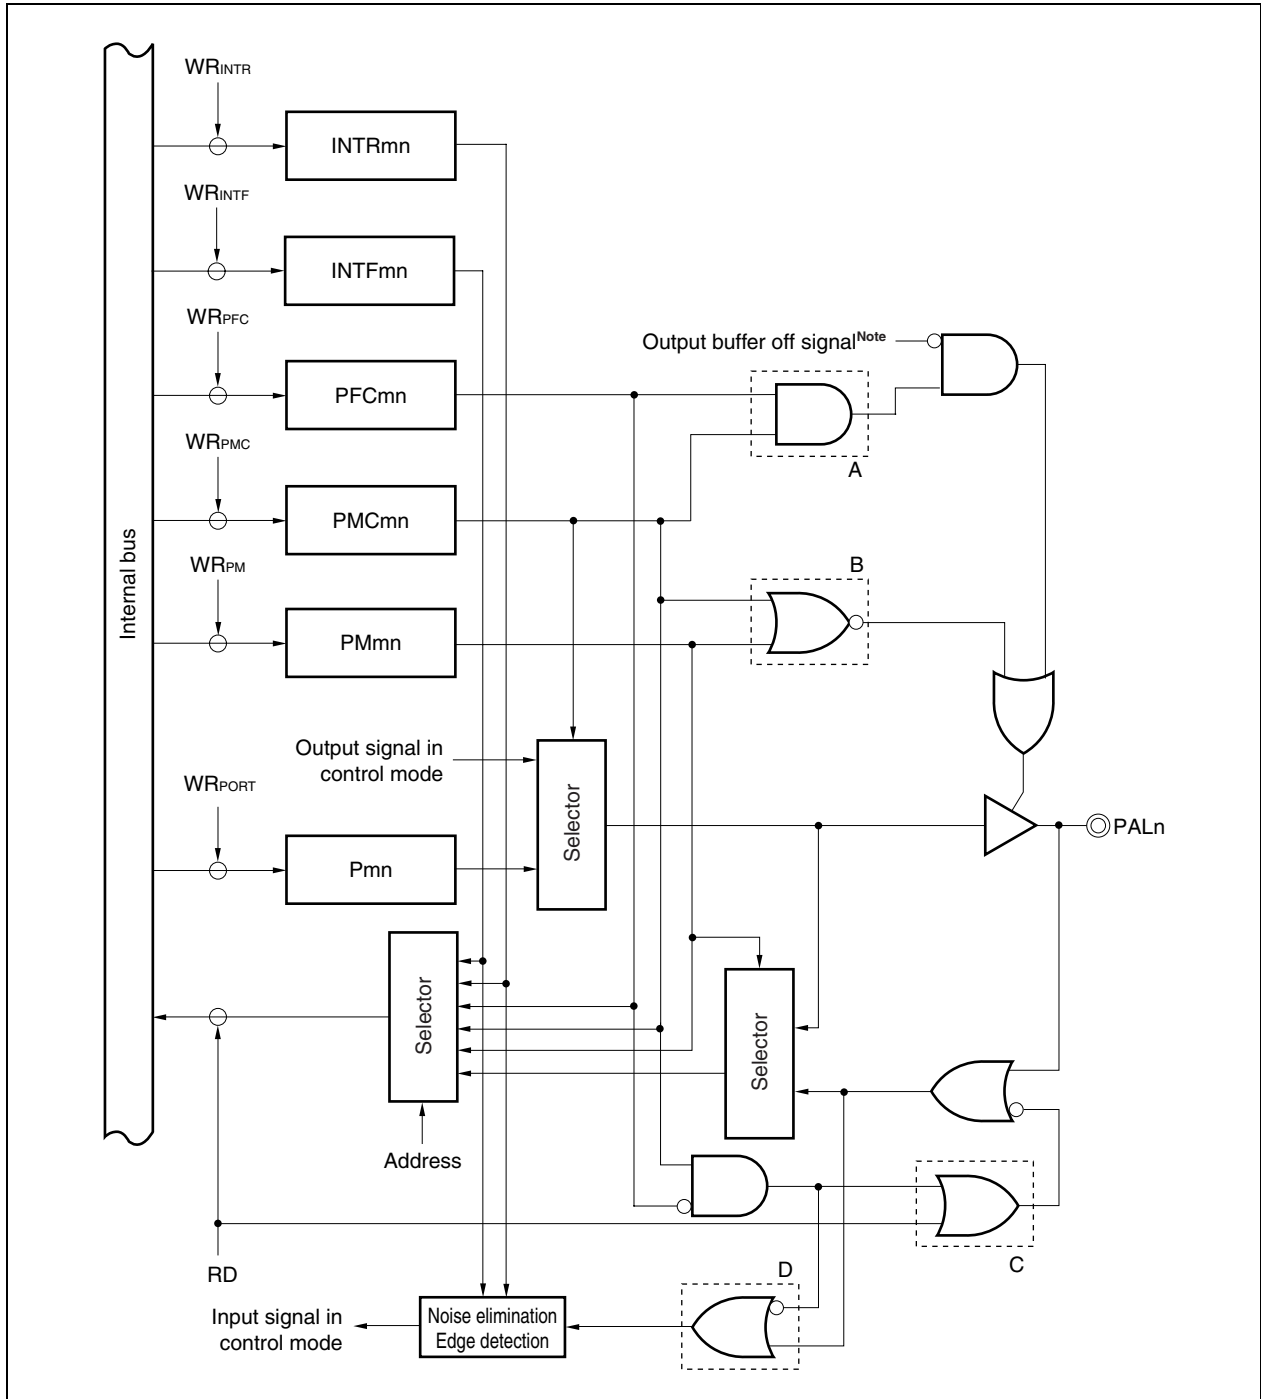 WRINTR
INTRmn
WRINTF
INTFmn
WRPFC
PFCmn
Output buffer off signalNote
A
WRPMC
PMCmn
WRPM
PMmn
B
Internal bus
Output signal in
control mode
Selector
WRPORT
Pmn
PALn
Selector
Selector
Address
RD
C
D
Input signal in
control mode
Noise elimination
Edge detection